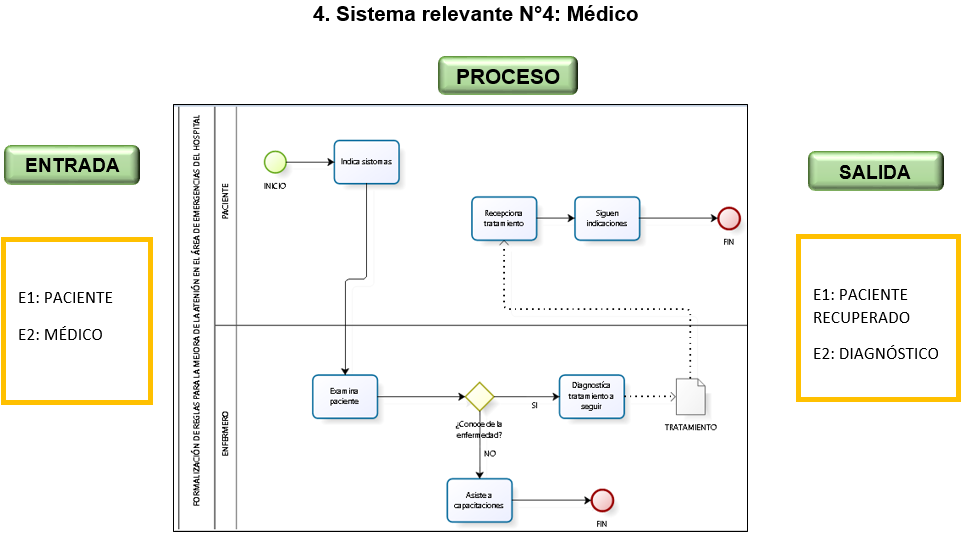 4. Sistema relevante N°4: Médico
PROCESO
ENTRADA
E1: PACIENTE
E2: MÉDICO
FORMALIZACIÓN DE REGLAS PARA LA MEJORA DE LA ATENCIÓN EN EL ÁREA DE EMERGENCIAS DEL HOSPITAL
PACIENTE
INICIO
Indica sistomas
Recepciona
tratamiento
Siguen
indicaciones
FIN
ENFERMERO
Examina
paciente
¿Conoce de la
enfermedad?
SI
NO
Diagnostica
tratamiento a
seguir
TRATAMIENTO
Asiste a
capacitaciones
FIN
SALIDA
E1: PACIENTE
RECUPERADO
E2: DIAGNÓSTICO